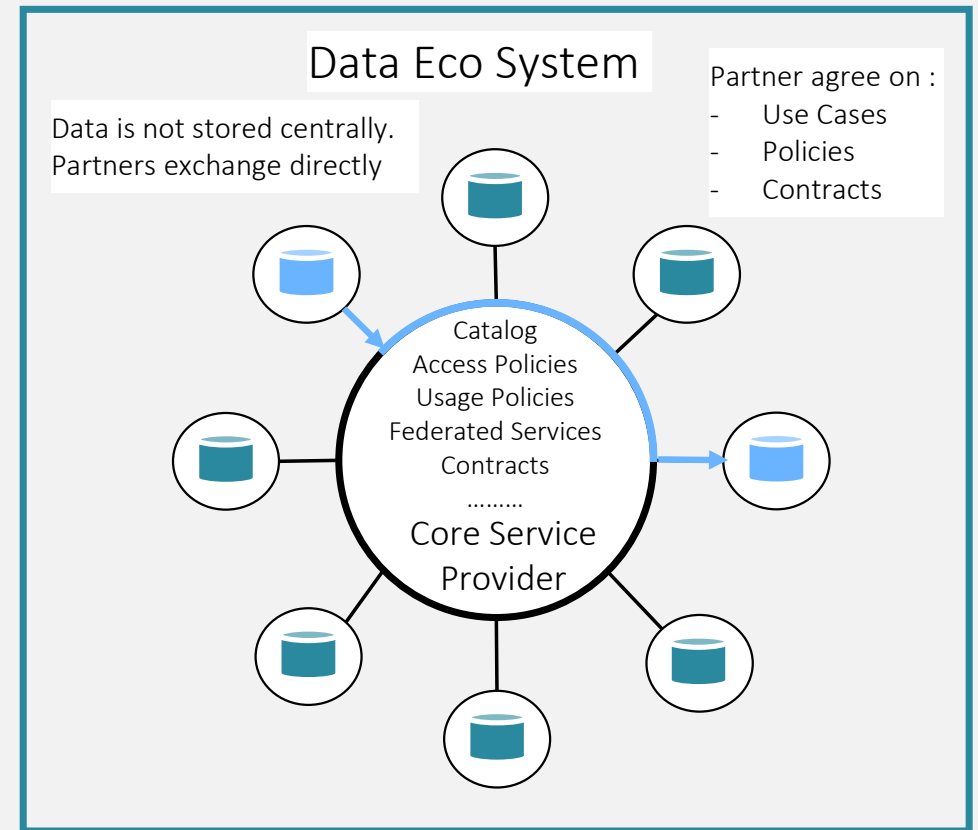 Data Eco System
Data is not stored centrally.
Partners exchange directly
Partner agree on :
- Use Cases
- Policies
- Contracts
Catalog
Access Policies
Usage Policies
Federated Services
Contracts
………
Core Service
Provider